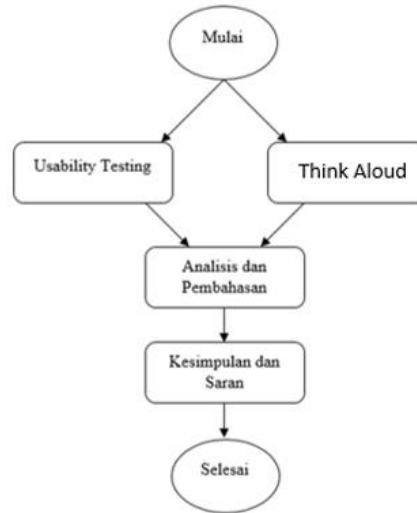 Mulai
Usability Testing
Think Aloud
Analisis dan
Pembahasan
Kesimpulan dan
Saran
Selesai